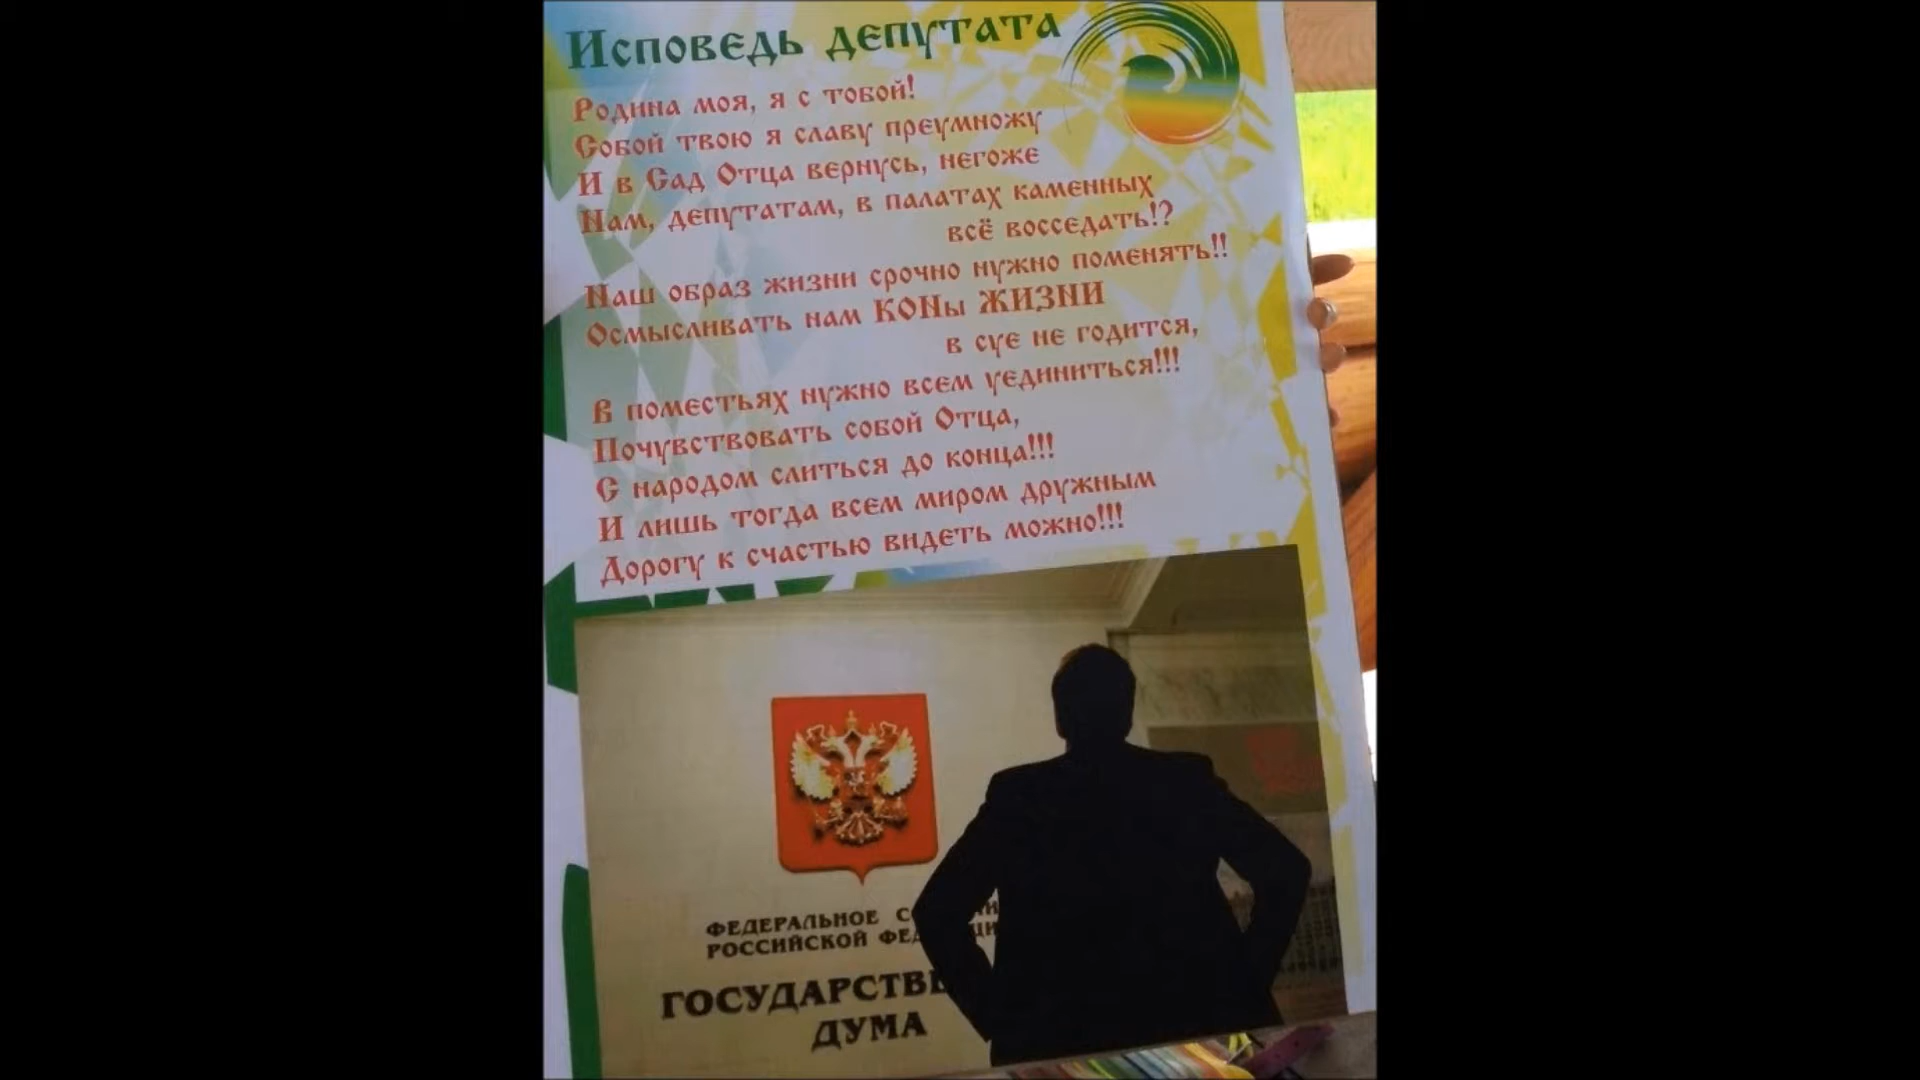 Исповедь депутата
Родина моя, я с тобой!
Собой твою я славу преумножу
И в Сад Отца вернусь, негоже
Нам, депутатам, в палатах каменных
всё восседать!?
Наш образ жизни срочно нужно поменять!!
Осмысливать нам КОНы ЖИЗНИ
в суе не годится,
В поместьях нужно всем уединиться!!!
Почувствовать собой Отца,
С народом слиться до конца!!!
И лишь тогда всем миром дружным
Дорогу к счастью видеть можно!!!
ФЕДЕРАЛЬНОЕ
РОССИЙСКОЙ
ДУМА